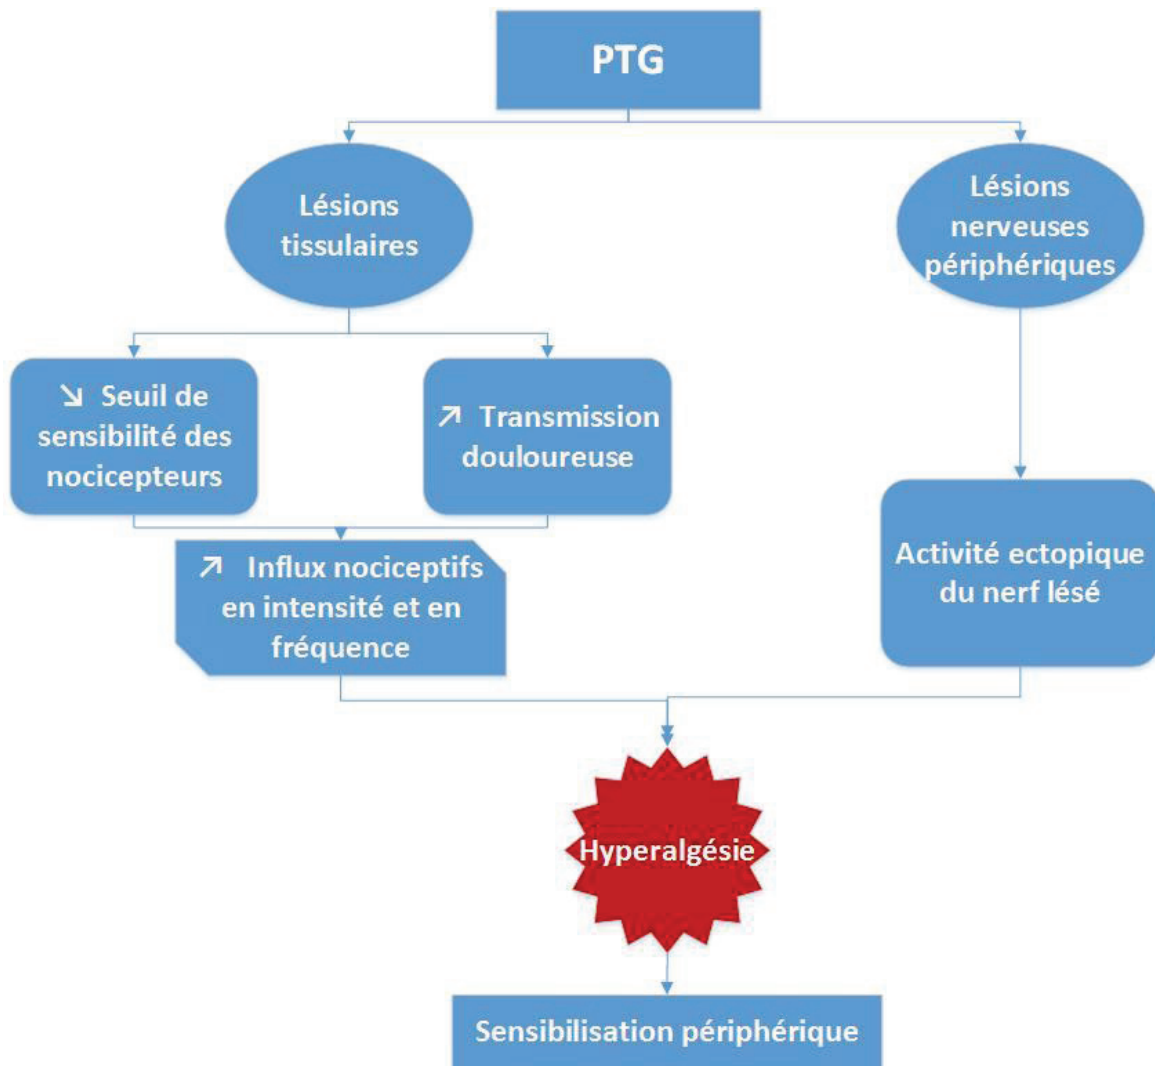 PTG
Lésions
tissulaires
Lésions
nerveuses
périphériques
↘ Seuil de
sensibilité des
nocicepteurs
↗ Transmission
douloureuse
↗ Influx nociceptifs
en intensité et en
fréquence
Activité ectopique
du nerf lésé
Hyperalgésie
Sensibilisation périphérique